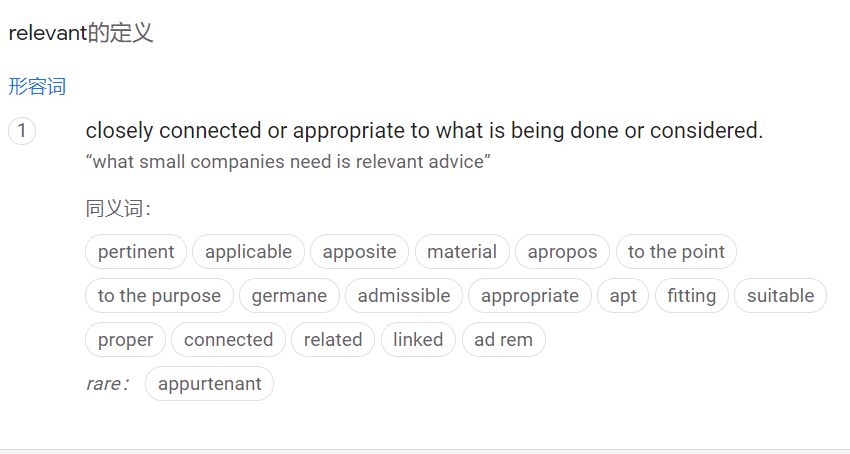 relevant的定义
形容词
1 closely connected or appropriate to what is being done or considered.
“what small companies need is relevant advice”
同义词：
pertinent applicable apposite material apropos to the point
to the purpose germane admissible appropriate apt fitting suitable
proper connected related linked ad rem
rare： appurtenant